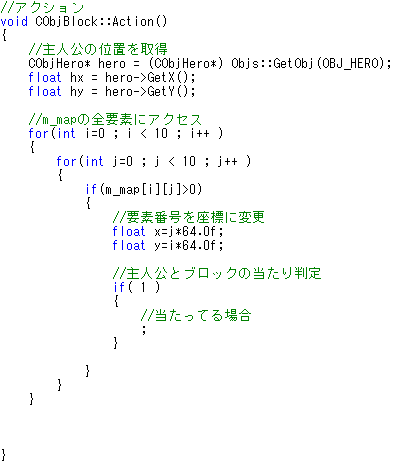 //アクション
void CObjBlock::Action()
{
    //主人公の位置を取得
    CObjHero* hero = (CObjHero*) Objs::GetObj(OBJ_HERO);
    float hx = hero->GetX();
    float hy = hero->GetY();

    //m_mapの全要素にアクセス
    for(int i=0 ; i < 10 ; i++ )
    {
        for(int j=0 ; j < 10 ; j++ )
        {
            if(m_map[i][j]>0)
            {
                //要素番号を座標に変更
                float x=j*64.0f;
                float y=i*64.0f;

                //主人公とブロックの当たり判定
                if( 1 )
                {
                    //当たってる場合
                    ;
                }

            }
        }
    }



}